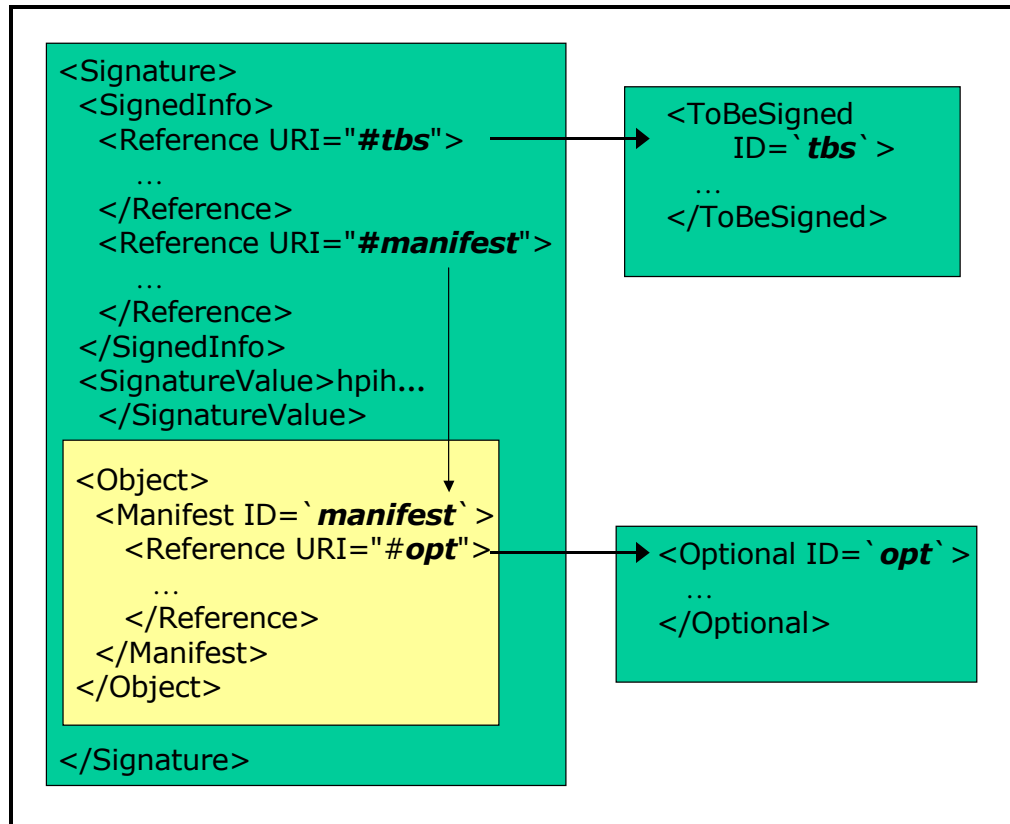 <Signature>
<SignedInfo>
<Reference URI="#tbs">
…
</Reference>
<Reference URI="#manifest">
…
</Reference>
</SignedInfo>
<SignatureValue>hpih...
</SignatureValue>
<Object>
<Manifest ID=`manifest`>
<Reference URI="#opt">
…
</Reference>
</Manifest>
</Object>
</Signature>
<ToBeSigned
ID=`tbs`>
…
</ToBeSigned>
<Optional ID=`opt`>
…
</Optional>